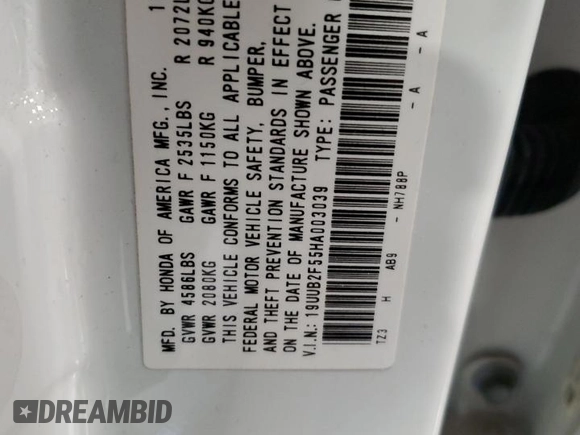 MFD. BY HONDA OF AMERICA MFG., INC. 1
GVWR 4586LBS GAWR F 2535LBS R 2072L
GVWR 2080KG GAWR F 1150KG R 940KG
THIS VEHICLE CONFORMS TO ALL APPLICABLE
FEDERAL MOTOR VEHICLE SAFETY, BUMPER,
AND THEFT PREVENTION STANDARDS IN EFFECT
ON THE DATE OF MANUFACTURE SHOWN ABOVE.
V.I.N.: 19UUB2F55HA003039 TYPE: PASSENGER
TZ3 H AB9 - NH788P - A - A
DREAMBID